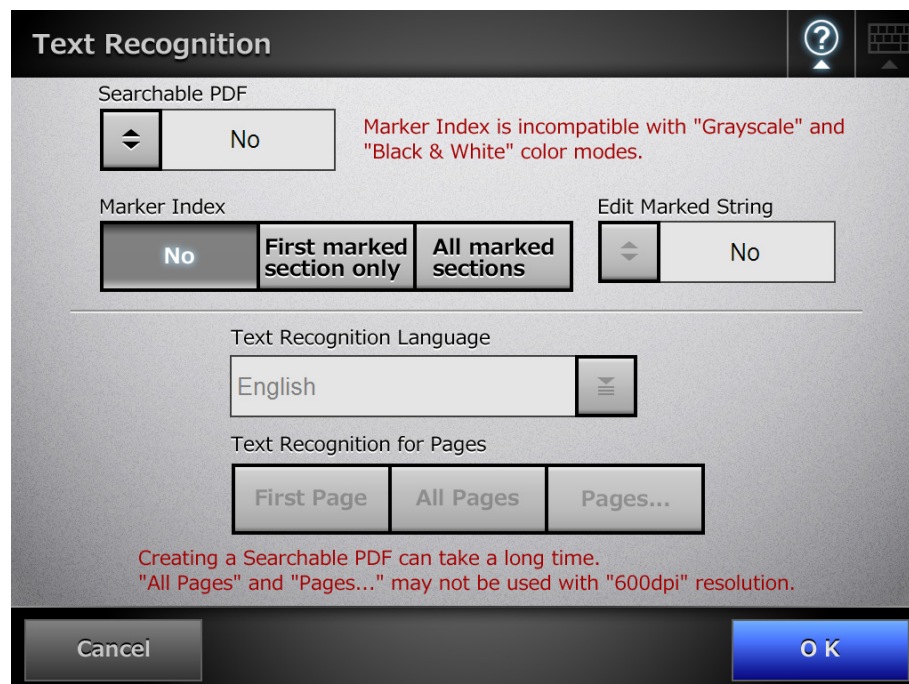 Text Recognition
?
Searchable PDF
No
Marker Index is incompatible with "Grayscale" and
"Black & White" color modes.
Marker Index
No
First marked
section only
All marked
sections
Edit Marked String
No
Text Recognition Language
English
Text Recognition for Pages
First Page
All Pages
Pages...
Creating a Searchable PDF can take a long time.
"All Pages" and "Pages..." may not be used with "600dpi" resolution.
Cancel
OK